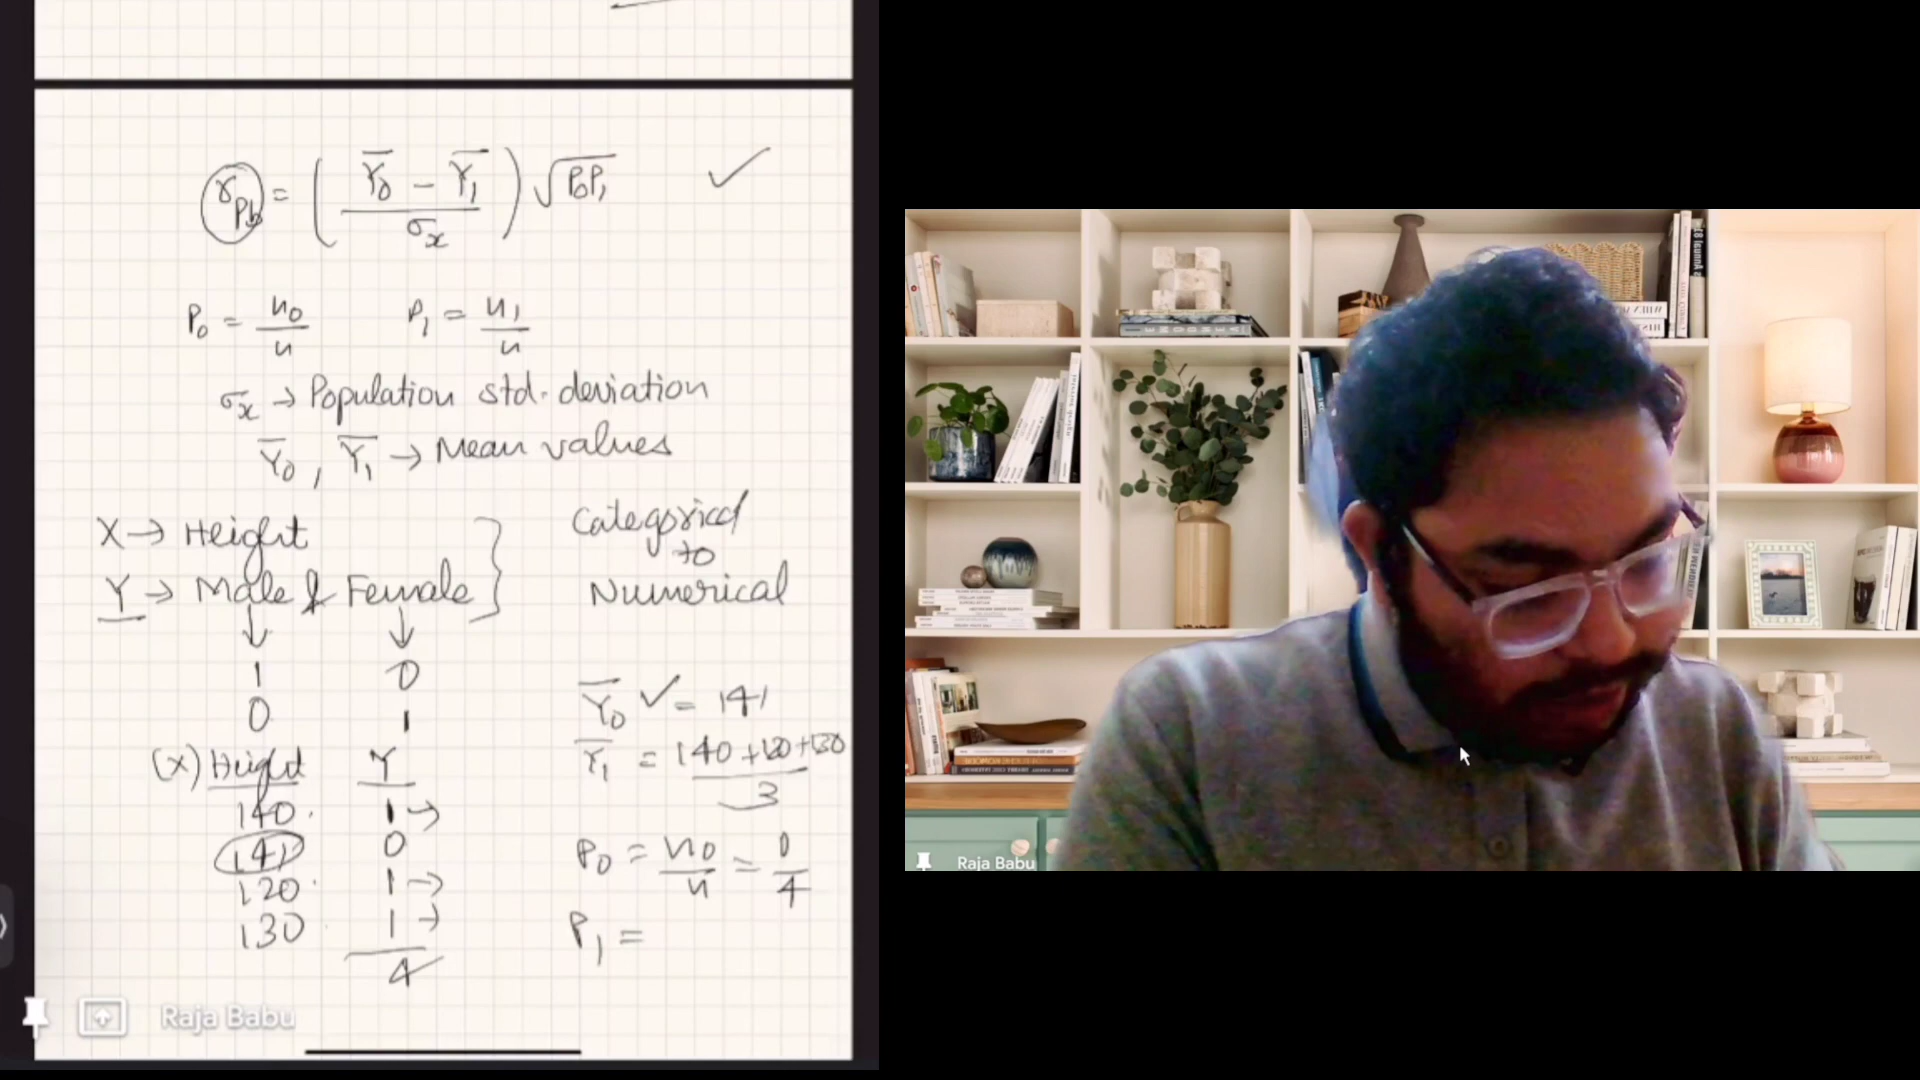 r_pb = ( (Ȳ₀ − Ȳ₁) / σ_x ) √P₀P₁ ✓
P₀ = n₀/n P₁ = n₁/n
σ_x → Population std. deviation
Ȳ₀ , Ȳ₁ → Mean values
X → Height
Y → Male & Female }
Categorical
to
Numerical
↓ ↓
1 0
0 1
(X) Height Y
140 1 →
141 0
120 1 →
130 1 →
4
Ȳ₀ ✓ = 141
Ȳ₁ = (140+120+130)/3
P₀ = n₀/n = 1/4
P₁ =
Raja Babu
Raja Babu